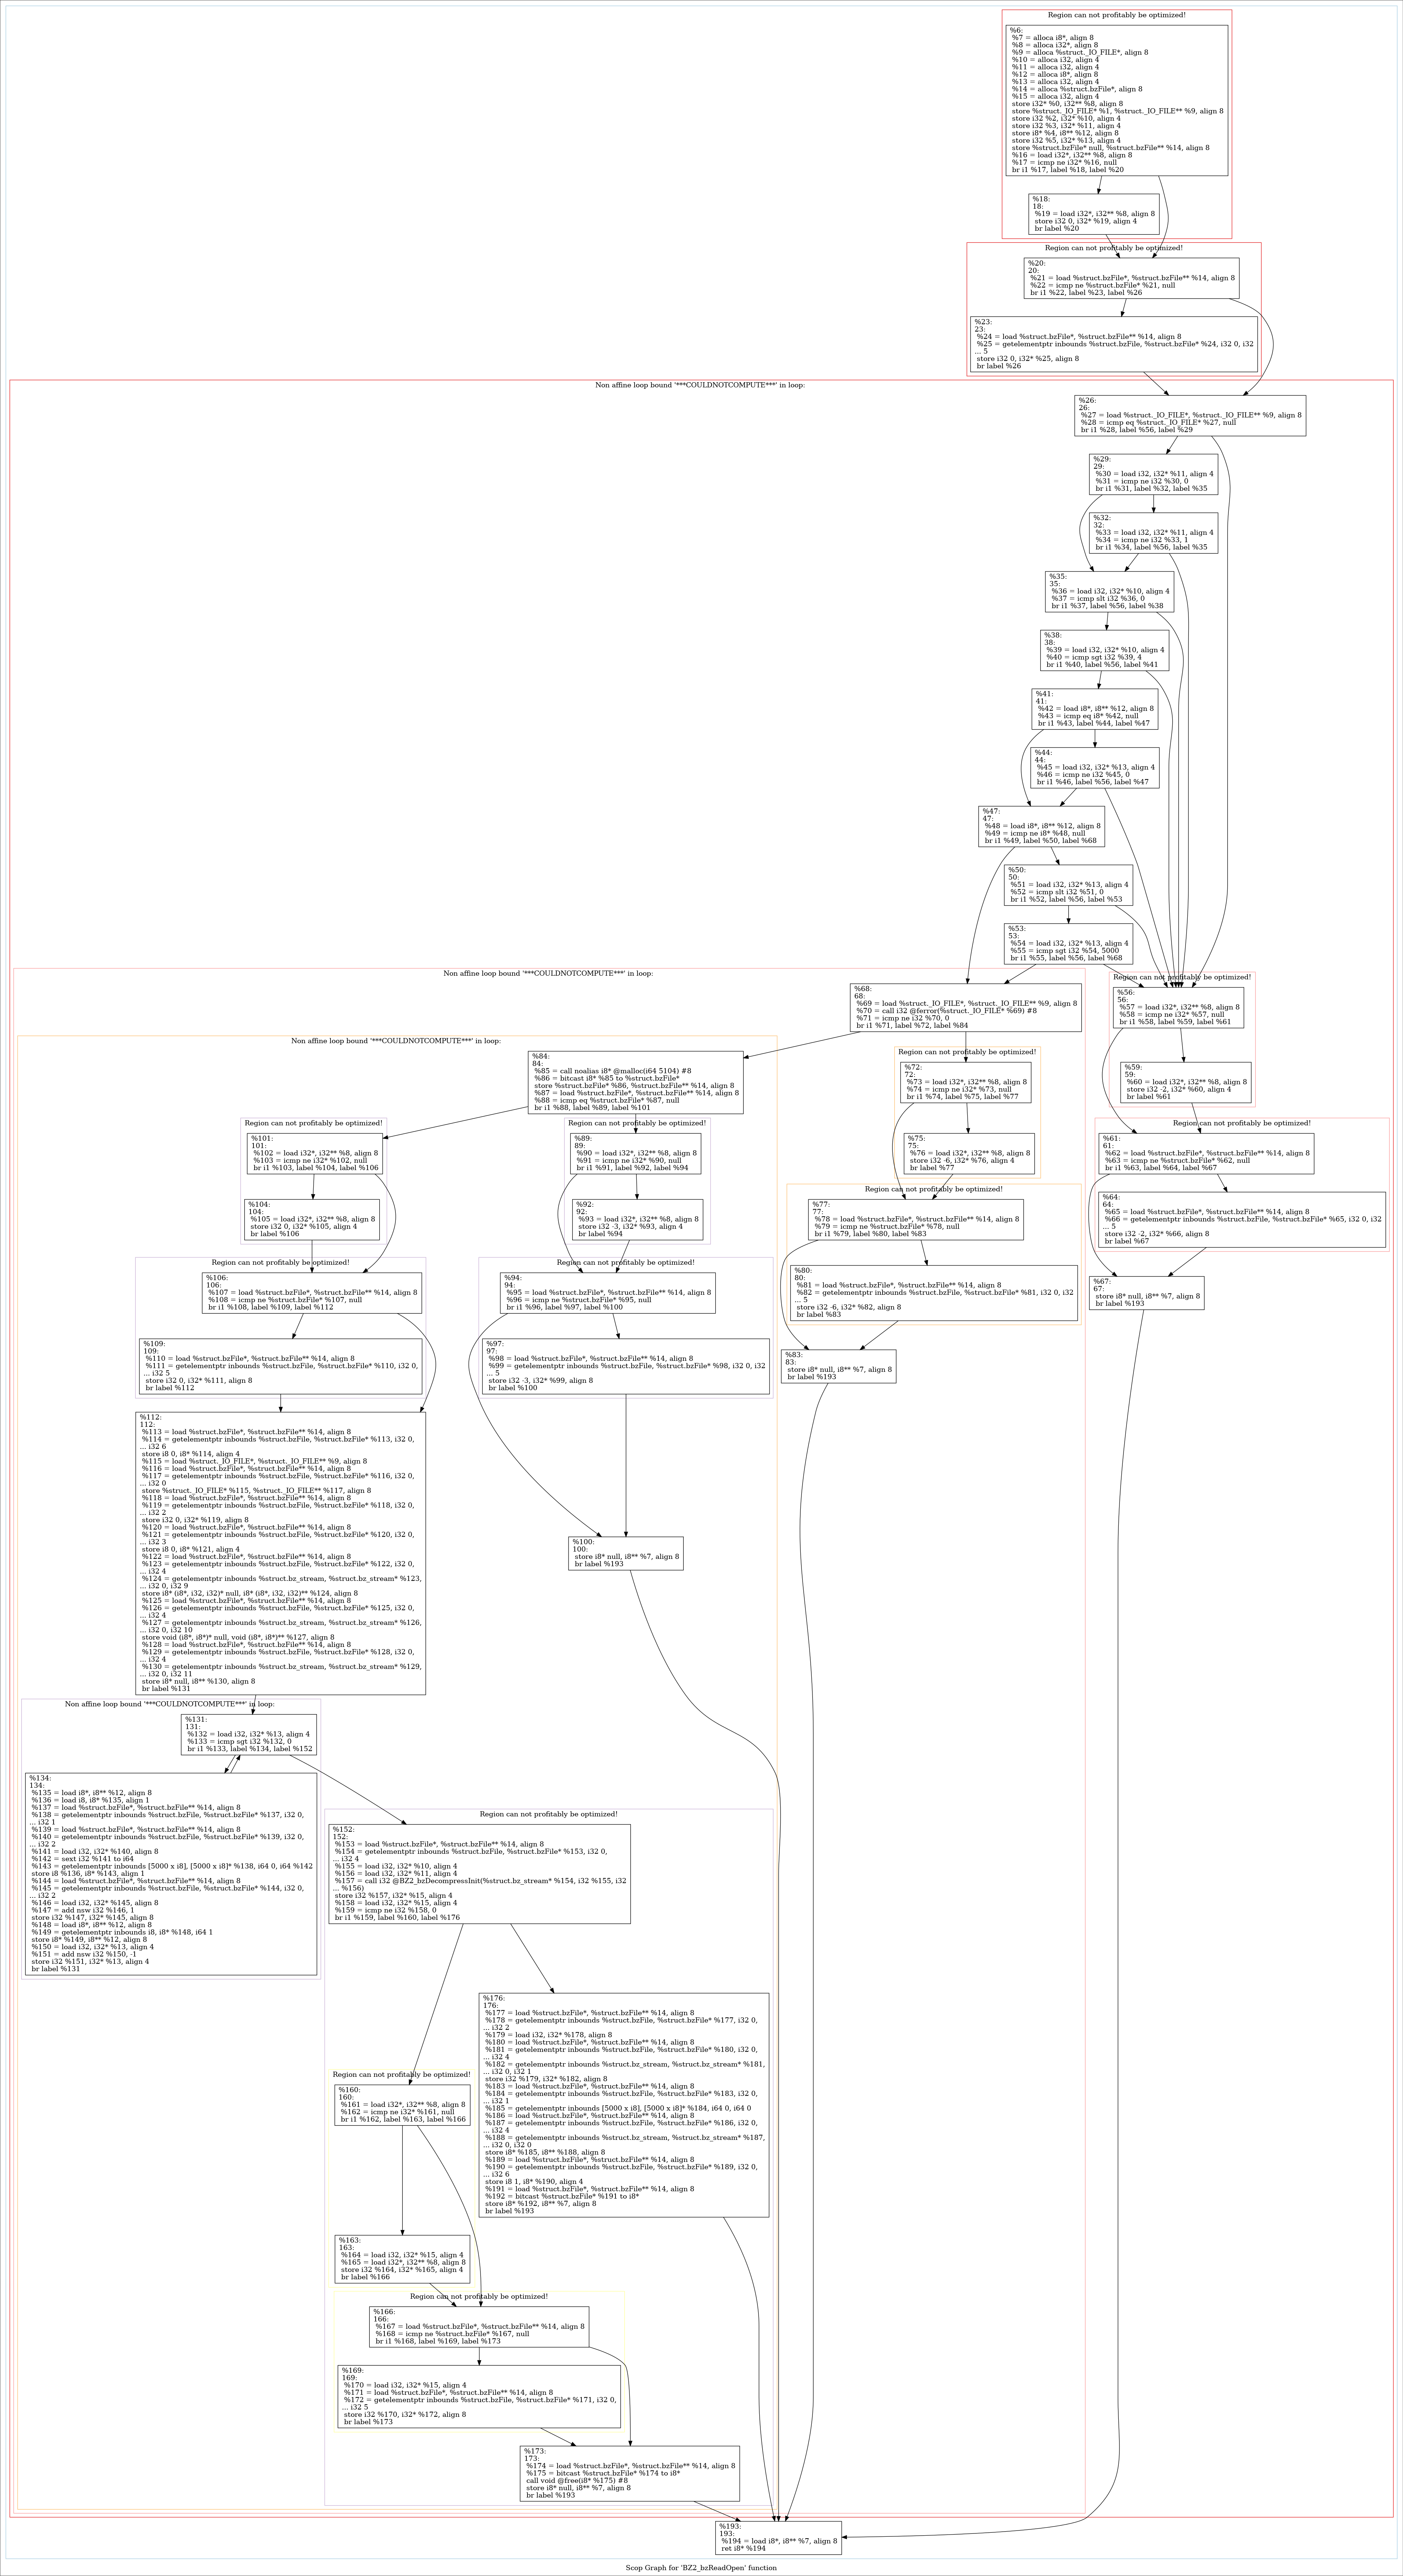 Region can not profitably be optimized!
%6:
%7 = alloca i8*, align 8
%8 = alloca i32*, align 8
%9 = alloca %struct._IO_FILE*, align 8
%10 = alloca i32, align 4
%11 = alloca i32, align 4
%12 = alloca i8*, align 8
%13 = alloca i32, align 4
%14 = alloca %struct.bzFile*, align 8
%15 = alloca i32, align 4
store i32* %0, i32** %8, align 8
store %struct._IO_FILE* %1, %struct._IO_FILE** %9, align 8
store i32 %2, i32* %10, align 4
store i32 %3, i32* %11, align 4
store i8* %4, i8** %12, align 8
store i32 %5, i32* %13, align 4
store %struct.bzFile* null, %struct.bzFile** %14, align 8
%16 = load i32*, i32** %8, align 8
%17 = icmp ne i32* %16, null
br i1 %17, label %18, label %20
%18:
18:
%19 = load i32*, i32** %8, align 8
store i32 0, i32* %19, align 4
br label %20
Region can not profitably be optimized!
%20:
20:
%21 = load %struct.bzFile*, %struct.bzFile** %14, align 8
%22 = icmp ne %struct.bzFile* %21, null
br i1 %22, label %23, label %26
%23:
23:
%24 = load %struct.bzFile*, %struct.bzFile** %14, align 8
%25 = getelementptr inbounds %struct.bzFile, %struct.bzFile* %24, i32 0, i32
... 5
store i32 0, i32* %25, align 8
br label %26
Non affine loop bound '***COULDNOTCOMPUTE***' in loop:
%26:
26:
%27 = load %struct._IO_FILE*, %struct._IO_FILE** %9, align 8
%28 = icmp eq %struct._IO_FILE* %27, null
br i1 %28, label %56, label %29
%29:
29:
%30 = load i32, i32* %11, align 4
%31 = icmp ne i32 %30, 0
br i1 %31, label %32, label %35
%32:
32:
%33 = load i32, i32* %11, align 4
%34 = icmp ne i32 %33, 1
br i1 %34, label %56, label %35
%35:
35:
%36 = load i32, i32* %10, align 4
%37 = icmp slt i32 %36, 0
br i1 %37, label %56, label %38
%38:
38:
%39 = load i32, i32* %10, align 4
%40 = icmp sgt i32 %39, 4
br i1 %40, label %56, label %41
%41:
41:
%42 = load i8*, i8** %12, align 8
%43 = icmp eq i8* %42, null
br i1 %43, label %44, label %47
%44:
44:
%45 = load i32, i32* %13, align 4
%46 = icmp ne i32 %45, 0
br i1 %46, label %56, label %47
%47:
47:
%48 = load i8*, i8** %12, align 8
%49 = icmp ne i8* %48, null
br i1 %49, label %50, label %68
%50:
50:
%51 = load i32, i32* %13, align 4
%52 = icmp slt i32 %51, 0
br i1 %52, label %56, label %53
%53:
53:
%54 = load i32, i32* %13, align 4
%55 = icmp sgt i32 %54, 5000
br i1 %55, label %56, label %68
Non affine loop bound '***COULDNOTCOMPUTE***' in loop:
%68:
68:
%69 = load %struct._IO_FILE*, %struct._IO_FILE** %9, align 8
%70 = call i32 @ferror(%struct._IO_FILE* %69) #8
%71 = icmp ne i32 %70, 0
br i1 %71, label %72, label %84
Region can not profitably be optimized!
%56:
56:
%57 = load i32*, i32** %8, align 8
%58 = icmp ne i32* %57, null
br i1 %58, label %59, label %61
%59:
59:
%60 = load i32*, i32** %8, align 8
store i32 -2, i32* %60, align 4
br label %61
Non affine loop bound '***COULDNOTCOMPUTE***' in loop:
%84:
84:
%85 = call noalias i8* @malloc(i64 5104) #8
%86 = bitcast i8* %85 to %struct.bzFile*
store %struct.bzFile* %86, %struct.bzFile** %14, align 8
%87 = load %struct.bzFile*, %struct.bzFile** %14, align 8
%88 = icmp eq %struct.bzFile* %87, null
br i1 %88, label %89, label %101
Region can not profitably be optimized!
%72:
72:
%73 = load i32*, i32** %8, align 8
%74 = icmp ne i32* %73, null
br i1 %74, label %75, label %77
%75:
75:
%76 = load i32*, i32** %8, align 8
store i32 -6, i32* %76, align 4
br label %77
Region can not profitably be optimized!
%101:
101:
%102 = load i32*, i32** %8, align 8
%103 = icmp ne i32* %102, null
br i1 %103, label %104, label %106
%104:
104:
%105 = load i32*, i32** %8, align 8
store i32 0, i32* %105, align 4
br label %106
Region can not profitably be optimized!
%89:
89:
%90 = load i32*, i32** %8, align 8
%91 = icmp ne i32* %90, null
br i1 %91, label %92, label %94
%92:
92:
%93 = load i32*, i32** %8, align 8
store i32 -3, i32* %93, align 4
br label %94
Region can not profitably be optimized!
%61:
61:
%62 = load %struct.bzFile*, %struct.bzFile** %14, align 8
%63 = icmp ne %struct.bzFile* %62, null
br i1 %63, label %64, label %67
%64:
64:
%65 = load %struct.bzFile*, %struct.bzFile** %14, align 8
%66 = getelementptr inbounds %struct.bzFile, %struct.bzFile* %65, i32 0, i32
... 5
store i32 -2, i32* %66, align 8
br label %67
%67:
67:
store i8* null, i8** %7, align 8
br label %193
Region can not profitably be optimized!
%77:
77:
%78 = load %struct.bzFile*, %struct.bzFile** %14, align 8
%79 = icmp ne %struct.bzFile* %78, null
br i1 %79, label %80, label %83
%80:
80:
%81 = load %struct.bzFile*, %struct.bzFile** %14, align 8
%82 = getelementptr inbounds %struct.bzFile, %struct.bzFile* %81, i32 0, i32
... 5
store i32 -6, i32* %82, align 8
br label %83
%83:
83:
store i8* null, i8** %7, align 8
br label %193
Region can not profitably be optimized!
%106:
106:
%107 = load %struct.bzFile*, %struct.bzFile** %14, align 8
%108 = icmp ne %struct.bzFile* %107, null
br i1 %108, label %109, label %112
%109:
109:
%110 = load %struct.bzFile*, %struct.bzFile** %14, align 8
%111 = getelementptr inbounds %struct.bzFile, %struct.bzFile* %110, i32 0,
... i32 5
store i32 0, i32* %111, align 8
br label %112
Region can not profitably be optimized!
%94:
94:
%95 = load %struct.bzFile*, %struct.bzFile** %14, align 8
%96 = icmp ne %struct.bzFile* %95, null
br i1 %96, label %97, label %100
%97:
97:
%98 = load %struct.bzFile*, %struct.bzFile** %14, align 8
%99 = getelementptr inbounds %struct.bzFile, %struct.bzFile* %98, i32 0, i32
... 5
store i32 -3, i32* %99, align 8
br label %100
%112:
112:
%113 = load %struct.bzFile*, %struct.bzFile** %14, align 8
%114 = getelementptr inbounds %struct.bzFile, %struct.bzFile* %113, i32 0,
... i32 6
store i8 0, i8* %114, align 4
%115 = load %struct._IO_FILE*, %struct._IO_FILE** %9, align 8
%116 = load %struct.bzFile*, %struct.bzFile** %14, align 8
%117 = getelementptr inbounds %struct.bzFile, %struct.bzFile* %116, i32 0,
... i32 0
store %struct._IO_FILE* %115, %struct._IO_FILE** %117, align 8
%118 = load %struct.bzFile*, %struct.bzFile** %14, align 8
%119 = getelementptr inbounds %struct.bzFile, %struct.bzFile* %118, i32 0,
... i32 2
store i32 0, i32* %119, align 8
%120 = load %struct.bzFile*, %struct.bzFile** %14, align 8
%121 = getelementptr inbounds %struct.bzFile, %struct.bzFile* %120, i32 0,
... i32 3
store i8 0, i8* %121, align 4
%122 = load %struct.bzFile*, %struct.bzFile** %14, align 8
%123 = getelementptr inbounds %struct.bzFile, %struct.bzFile* %122, i32 0,
... i32 4
%124 = getelementptr inbounds %struct.bz_stream, %struct.bz_stream* %123,
... i32 0, i32 9
store i8* (i8*, i32, i32)* null, i8* (i8*, i32, i32)** %124, align 8
%125 = load %struct.bzFile*, %struct.bzFile** %14, align 8
%126 = getelementptr inbounds %struct.bzFile, %struct.bzFile* %125, i32 0,
... i32 4
%127 = getelementptr inbounds %struct.bz_stream, %struct.bz_stream* %126,
... i32 0, i32 10
store void (i8*, i8*)* null, void (i8*, i8*)** %127, align 8
%128 = load %struct.bzFile*, %struct.bzFile** %14, align 8
%129 = getelementptr inbounds %struct.bzFile, %struct.bzFile* %128, i32 0,
... i32 4
%130 = getelementptr inbounds %struct.bz_stream, %struct.bz_stream* %129,
... i32 0, i32 11
store i8* null, i8** %130, align 8
br label %131
%100:
100:
store i8* null, i8** %7, align 8
br label %193
Non affine loop bound '***COULDNOTCOMPUTE***' in loop:
%131:
131:
%132 = load i32, i32* %13, align 4
%133 = icmp sgt i32 %132, 0
br i1 %133, label %134, label %152
%134:
134:
%135 = load i8*, i8** %12, align 8
%136 = load i8, i8* %135, align 1
%137 = load %struct.bzFile*, %struct.bzFile** %14, align 8
%138 = getelementptr inbounds %struct.bzFile, %struct.bzFile* %137, i32 0,
... i32 1
%139 = load %struct.bzFile*, %struct.bzFile** %14, align 8
%140 = getelementptr inbounds %struct.bzFile, %struct.bzFile* %139, i32 0,
... i32 2
%141 = load i32, i32* %140, align 8
%142 = sext i32 %141 to i64
%143 = getelementptr inbounds [5000 x i8], [5000 x i8]* %138, i64 0, i64 %142
store i8 %136, i8* %143, align 1
%144 = load %struct.bzFile*, %struct.bzFile** %14, align 8
%145 = getelementptr inbounds %struct.bzFile, %struct.bzFile* %144, i32 0,
... i32 2
%146 = load i32, i32* %145, align 8
%147 = add nsw i32 %146, 1
store i32 %147, i32* %145, align 8
%148 = load i8*, i8** %12, align 8
%149 = getelementptr inbounds i8, i8* %148, i64 1
store i8* %149, i8** %12, align 8
%150 = load i32, i32* %13, align 4
%151 = add nsw i32 %150, -1
store i32 %151, i32* %13, align 4
br label %131
Region can not profitably be optimized!
%152:
152:
%153 = load %struct.bzFile*, %struct.bzFile** %14, align 8
%154 = getelementptr inbounds %struct.bzFile, %struct.bzFile* %153, i32 0,
... i32 4
%155 = load i32, i32* %10, align 4
%156 = load i32, i32* %11, align 4
%157 = call i32 @BZ2_bzDecompressInit(%struct.bz_stream* %154, i32 %155, i32
... %156)
store i32 %157, i32* %15, align 4
%158 = load i32, i32* %15, align 4
%159 = icmp ne i32 %158, 0
br i1 %159, label %160, label %176
%176:
176:
%177 = load %struct.bzFile*, %struct.bzFile** %14, align 8
%178 = getelementptr inbounds %struct.bzFile, %struct.bzFile* %177, i32 0,
... i32 2
%179 = load i32, i32* %178, align 8
%180 = load %struct.bzFile*, %struct.bzFile** %14, align 8
%181 = getelementptr inbounds %struct.bzFile, %struct.bzFile* %180, i32 0,
... i32 4
%182 = getelementptr inbounds %struct.bz_stream, %struct.bz_stream* %181,
... i32 0, i32 1
store i32 %179, i32* %182, align 8
%183 = load %struct.bzFile*, %struct.bzFile** %14, align 8
%184 = getelementptr inbounds %struct.bzFile, %struct.bzFile* %183, i32 0,
... i32 1
%185 = getelementptr inbounds [5000 x i8], [5000 x i8]* %184, i64 0, i64 0
%186 = load %struct.bzFile*, %struct.bzFile** %14, align 8
%187 = getelementptr inbounds %struct.bzFile, %struct.bzFile* %186, i32 0,
... i32 4
%188 = getelementptr inbounds %struct.bz_stream, %struct.bz_stream* %187,
... i32 0, i32 0
store i8* %185, i8** %188, align 8
%189 = load %struct.bzFile*, %struct.bzFile** %14, align 8
%190 = getelementptr inbounds %struct.bzFile, %struct.bzFile* %189, i32 0,
... i32 6
store i8 1, i8* %190, align 4
%191 = load %struct.bzFile*, %struct.bzFile** %14, align 8
%192 = bitcast %struct.bzFile* %191 to i8*
store i8* %192, i8** %7, align 8
br label %193
Region can not profitably be optimized!
%160:
160:
%161 = load i32*, i32** %8, align 8
%162 = icmp ne i32* %161, null
br i1 %162, label %163, label %166
%163:
163:
%164 = load i32, i32* %15, align 4
%165 = load i32*, i32** %8, align 8
store i32 %164, i32* %165, align 4
br label %166
Region can not profitably be optimized!
%166:
166:
%167 = load %struct.bzFile*, %struct.bzFile** %14, align 8
%168 = icmp ne %struct.bzFile* %167, null
br i1 %168, label %169, label %173
%169:
169:
%170 = load i32, i32* %15, align 4
%171 = load %struct.bzFile*, %struct.bzFile** %14, align 8
%172 = getelementptr inbounds %struct.bzFile, %struct.bzFile* %171, i32 0,
... i32 5
store i32 %170, i32* %172, align 8
br label %173
%173:
173:
%174 = load %struct.bzFile*, %struct.bzFile** %14, align 8
%175 = bitcast %struct.bzFile* %174 to i8*
call void @free(i8* %175) #8
store i8* null, i8** %7, align 8
br label %193
%193:
193:
%194 = load i8*, i8** %7, align 8
ret i8* %194
Scop Graph for 'BZ2_bzReadOpen' function